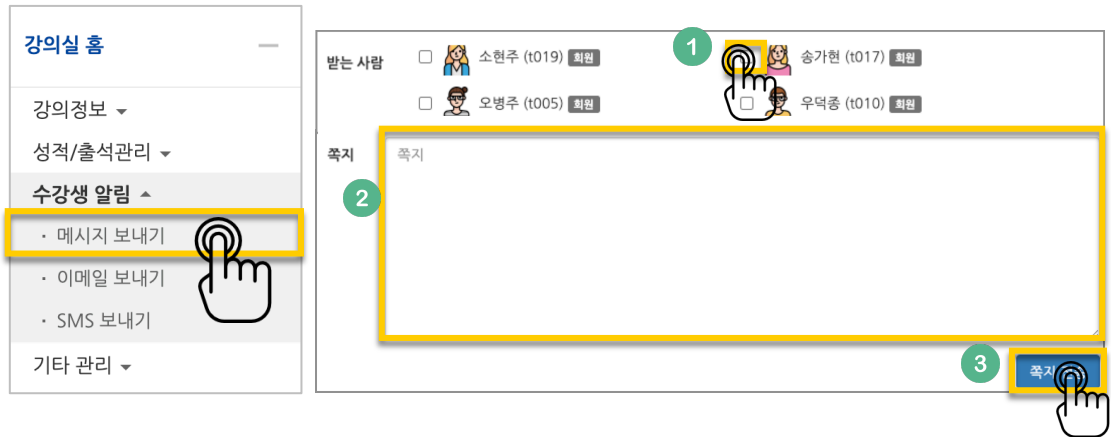 강의실 홈
강의정보
성적/출석관리
수강생 알림
· 메시지 보내기
· 이메일 보내기
· SMS 보내기
기타 관리
받는 사람
소현주 (t019) 회원
1
송가현 (t017) 회원
오병주 (t005) 회원
우덕종 (t010) 회원
쪽지
쪽지
2
3